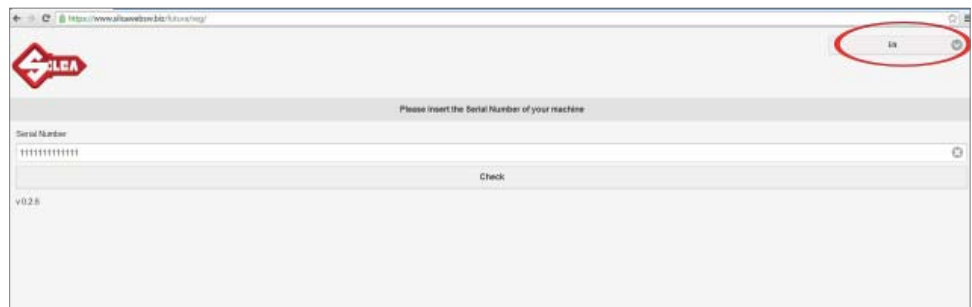 https://www.silcawebsw.biz/futura/reg/
SILCA
En
Please insert the Serial Number of your machine
Serial Number
1111111111111
Check
v 0.2.6